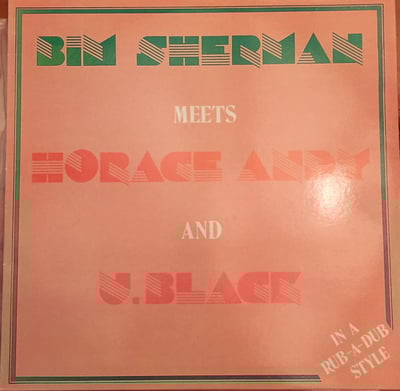 BIM SHERMAN
MEETS
HORACE ANDY
AND
U. BLACK
IN A
RUB-A-DUB
STYLE